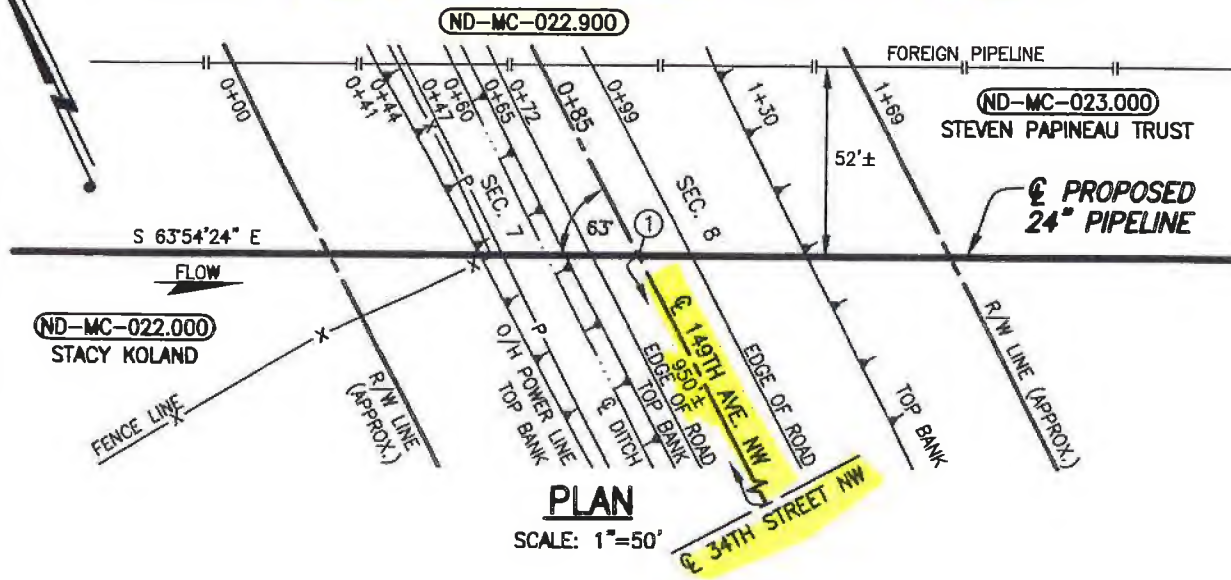 ND-MC-022.900
FOREIGN PIPELINE
0+00
0+41
0+44
0+47
0+60
0+65
0+72
0+85
0+99
1+30
1+69
ND-MC-023.000
STEVEN PAPINEAU TRUST
52'±
SEC. 7
SEC. 8
63°
1
℄ PROPOSED
24" PIPELINE
S 63°54'24" E
FLOW
ND-MC-022.000
STACY KOLAND
X
X
X
X
P
P
FENCE LINE
R/W LINE
(APPROX.)
O/H POWER LINE
TOP BANK
℄ DITCH
TOP BANK
EDGE OF ROAD
℄ 149TH AVE. NW
950'±
EDGE OF ROAD
TOP BANK
R/W LINE (APPROX.)
℄ 34TH STREET NW
PLAN
SCALE: 1"=50'